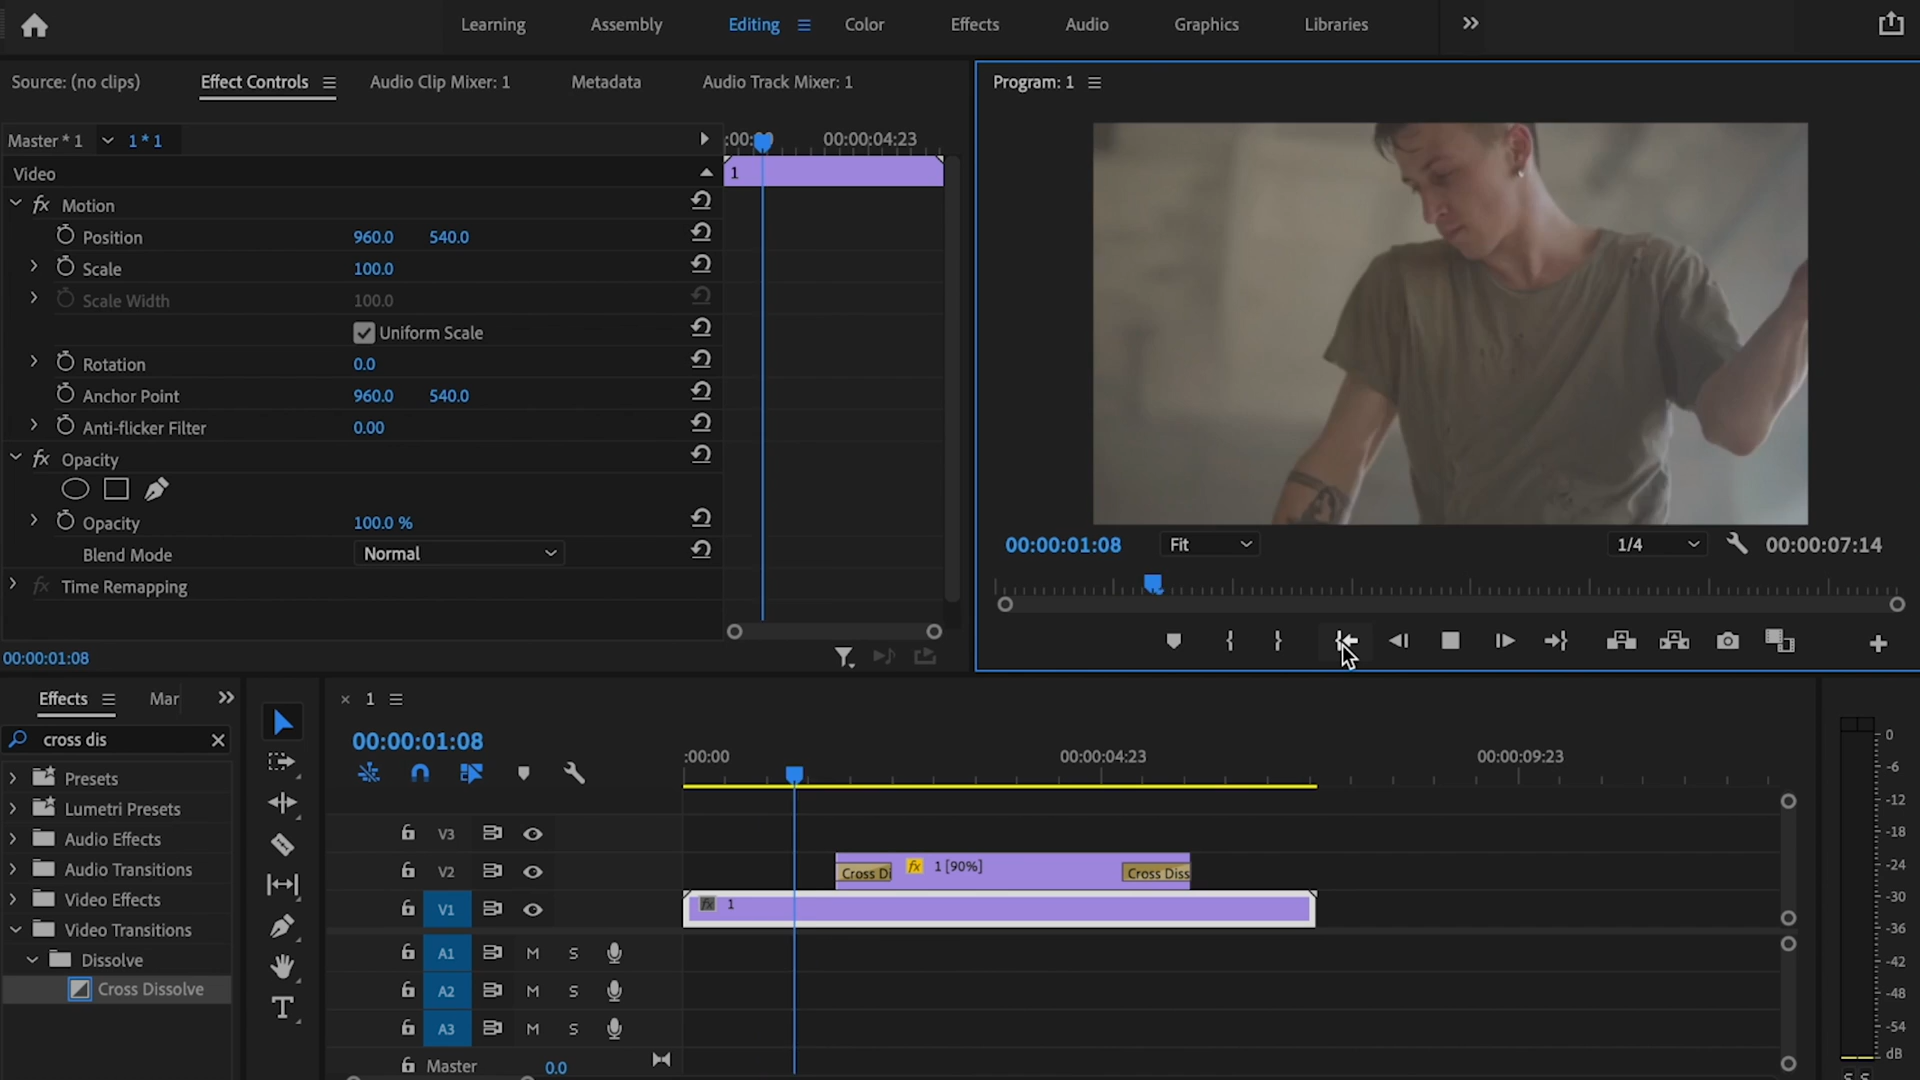 Learning Assembly Editing Color Effects Audio Graphics Libraries
Source: (no clips) Effect Controls Audio Clip Mixer: 1 Metadata Audio Track Mixer: 1
Program: 1
Master * 1 1 * 1
00:00:04:23
Video
1
Motion
Position 960.0 540.0
Scale 100.0
Scale Width 100.0
Uniform Scale
Rotation 0.0
Anchor Point 960.0 540.0
Anti-flicker Filter 0.00
Opacity
Opacity 100.0 %
Blend Mode Normal
Time Remapping
00:00:01:08
00:00:01:08 Fit 1/4 00:00:07:14
Effects Mar
cross dis
Presets
Lumetri Presets
Audio Effects
Audio Transitions
Video Effects
Video Transitions
Dissolve
Cross Dissolve
1
00:00:01:08
:00:00 00:00:04:23 00:00:09:23
V3
V2 Cross Di fx 1 [90%] Cross Diss
V1 fx 1
A1 M S
A2 M S
A3 M S
Master 0.0
0
-6
-12
-18
-24
-30
-36
-42
-48
-54
dB
S S